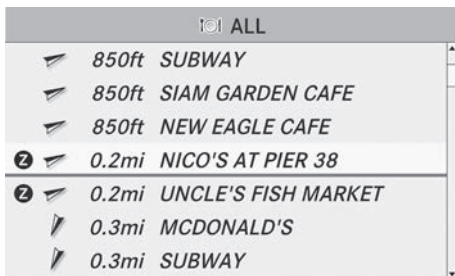 ALL
850ft SUBWAY
850ft SIAM GARDEN CAFE
850ft NEW EAGLE CAFE
Z 0.2mi NICO'S AT PIER 38
Z 0.2mi UNCLE'S FISH MARKET
0.3mi MCDONALD'S
0.3mi SUBWAY